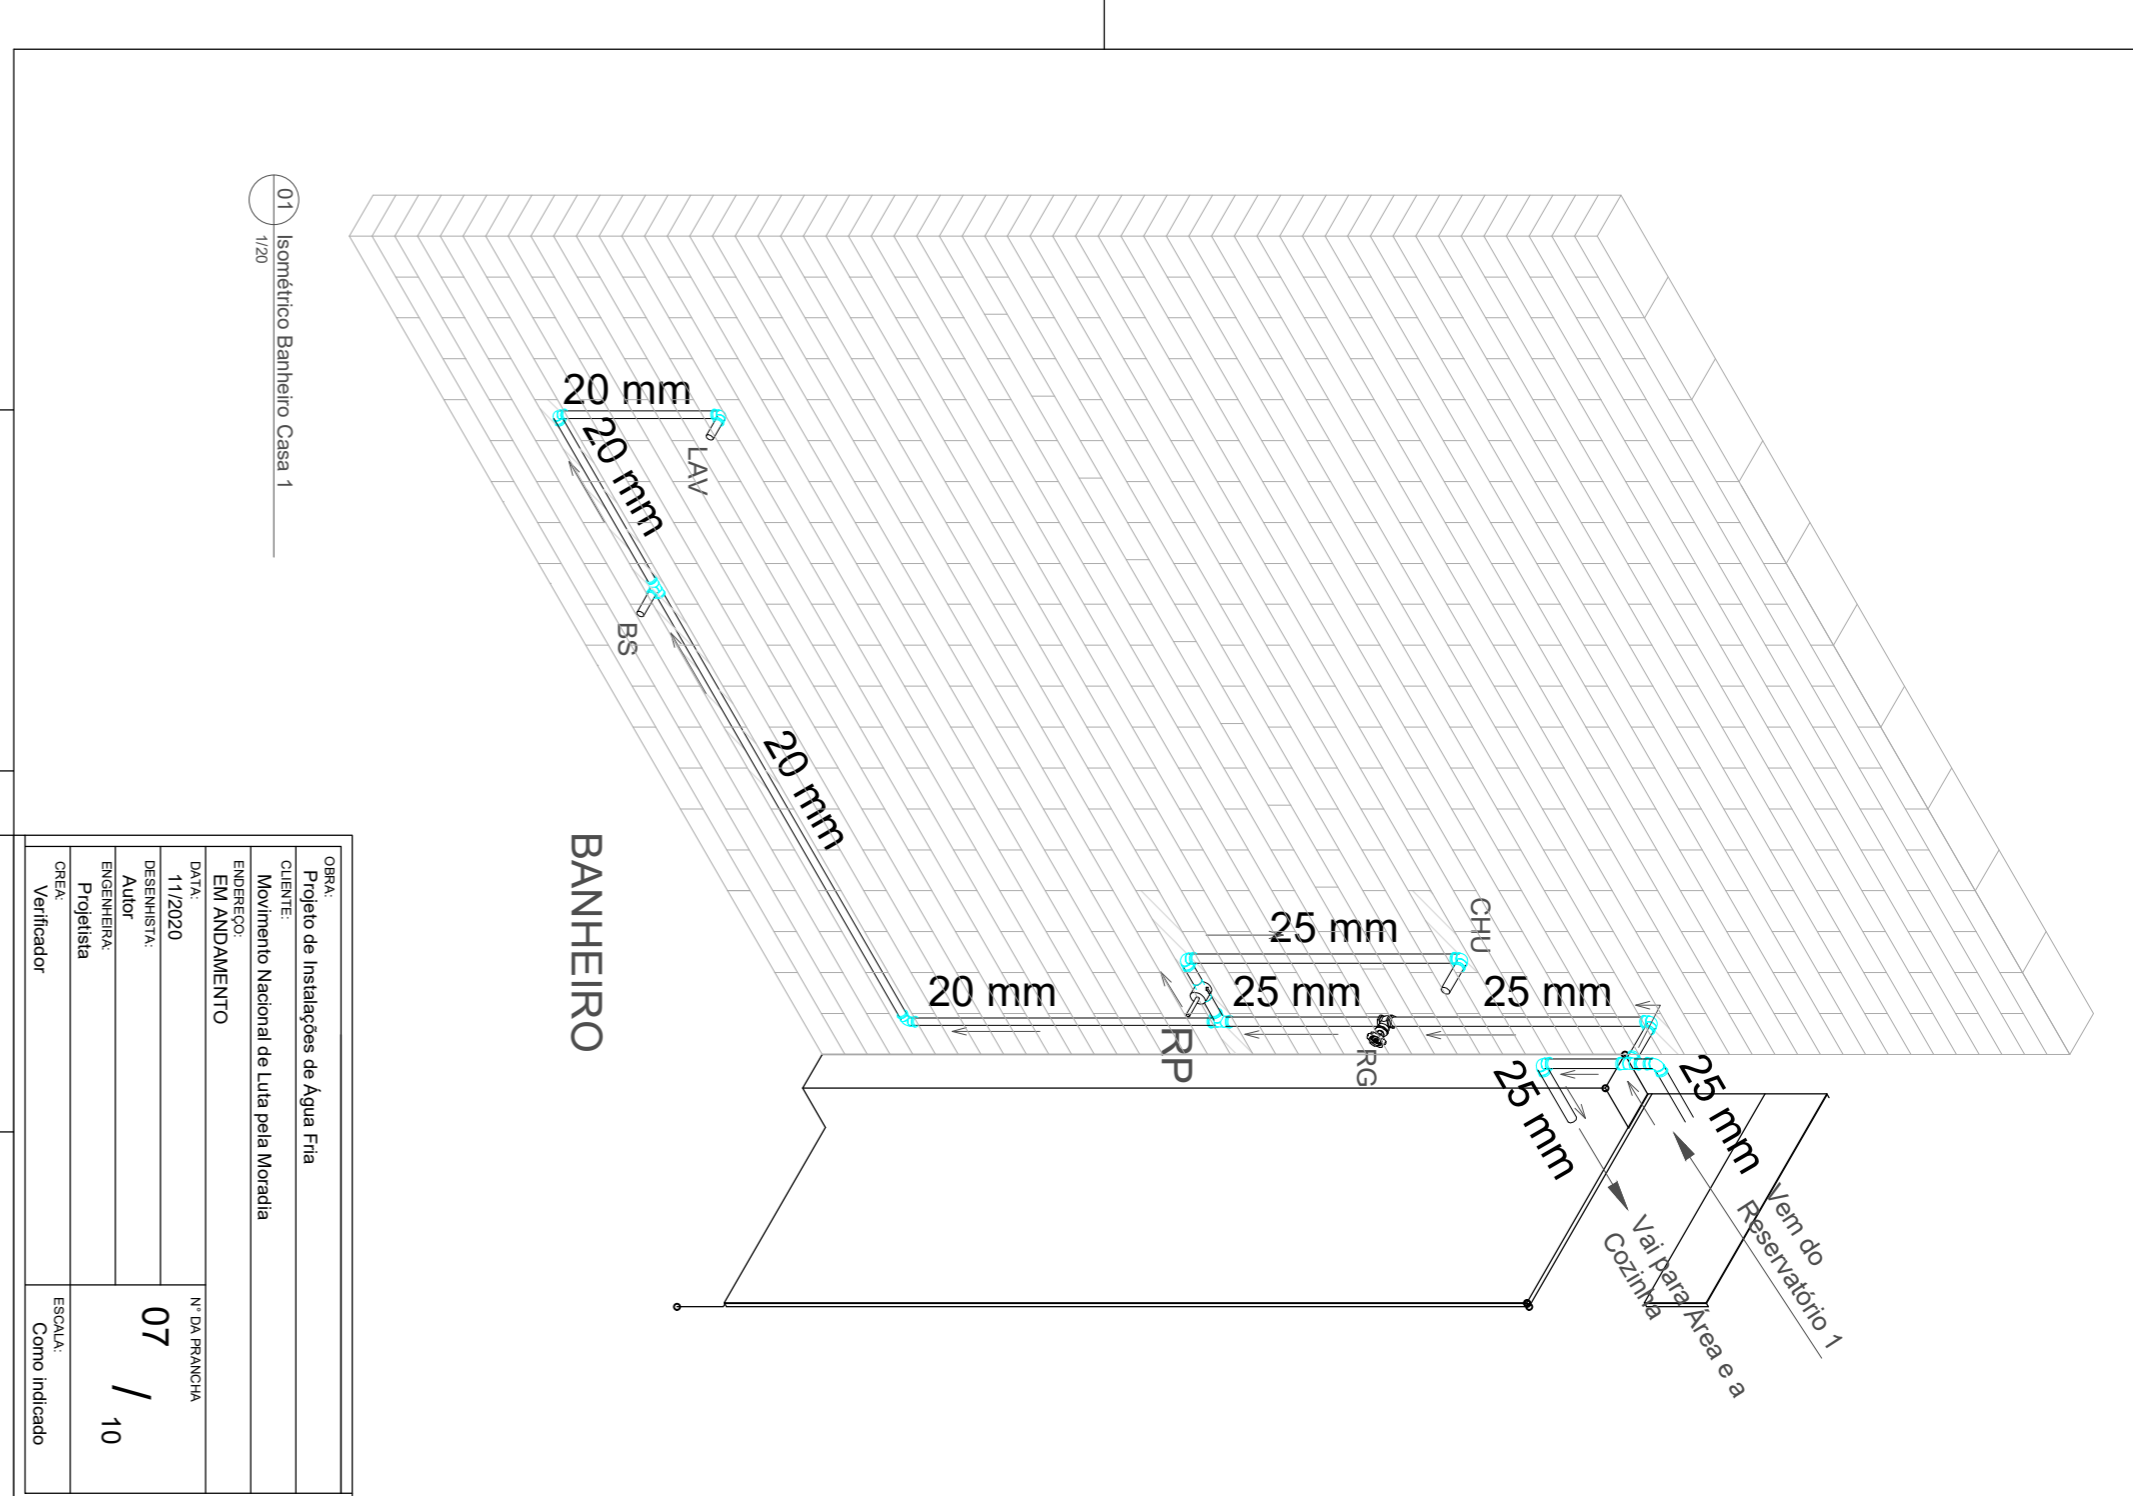 20 mm
20 mm
LAV
BS
20 mm
20 mm
25 mm
CHU
25 mm
25 mm
RP
RG
25 mm
25 mm
Vem do
Reservatório 1
Vai para Área e a
Cozinha
BANHEIRO
01
Isométrico Banheiro Casa 1
1/20
OBRA:
Projeto de Instalações de Água Fria
CLIENTE:
Movimento Nacional de Luta pela Moradia
ENDEREÇO:
EM ANDAMENTO
DATA:
11/2020
DESENHISTA:
Autor
ENGENHEIRA:
Projetista
CREA:
Verificador
N° DA PRANCHA
07 / 10
ESCALA:
Como indicado